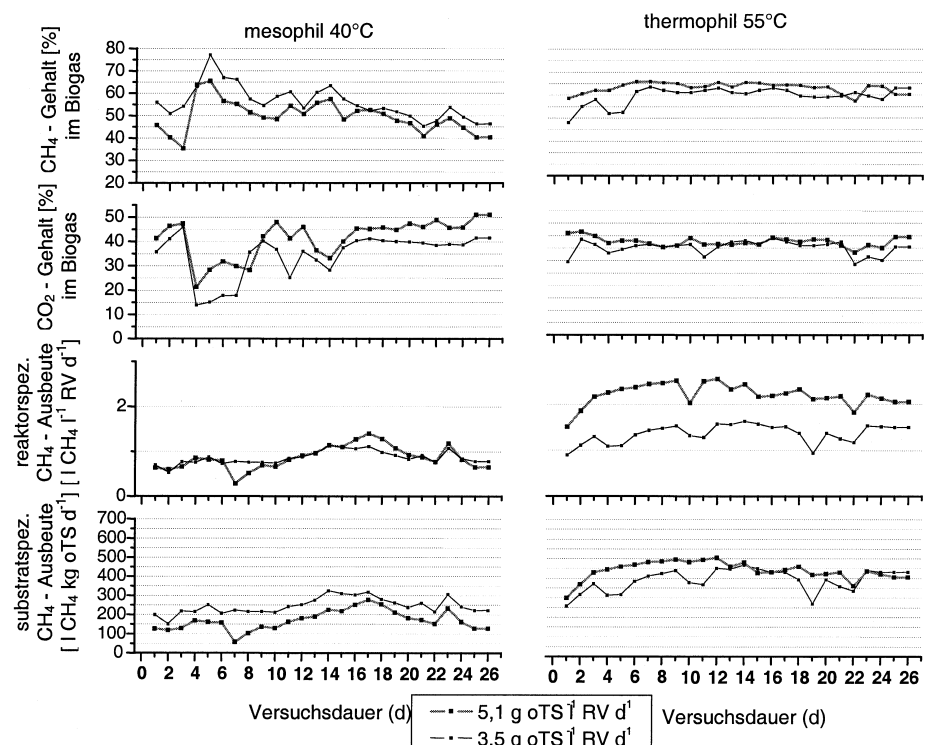 mesophil 40°C
thermophil 55°C
CH₄ - Gehalt [%]
im Biogas
80
70
60
50
40
30
20
CO₂ - Gehalt [%]
im Biogas
50
40
30
20
10
0
reaktorspez.
CH₄ - Ausbeute
[ l CH₄ l⁻¹ RV d⁻¹]
2
1
0
substratspez.
CH₄ - Ausbeute
[ l CH₄ kg oTS d⁻¹]
700
600
500
400
300
200
100
0
0 2 4 6 8 10 12 14 16 18 20 22 24 26
0 2 4 6 8 10 12 14 16 18 20 22 24 26
Versuchsdauer (d)
Versuchsdauer (d)
5,1 g oTS l⁻¹ RV d¹
3,5 g oTS l⁻¹ RV d¹